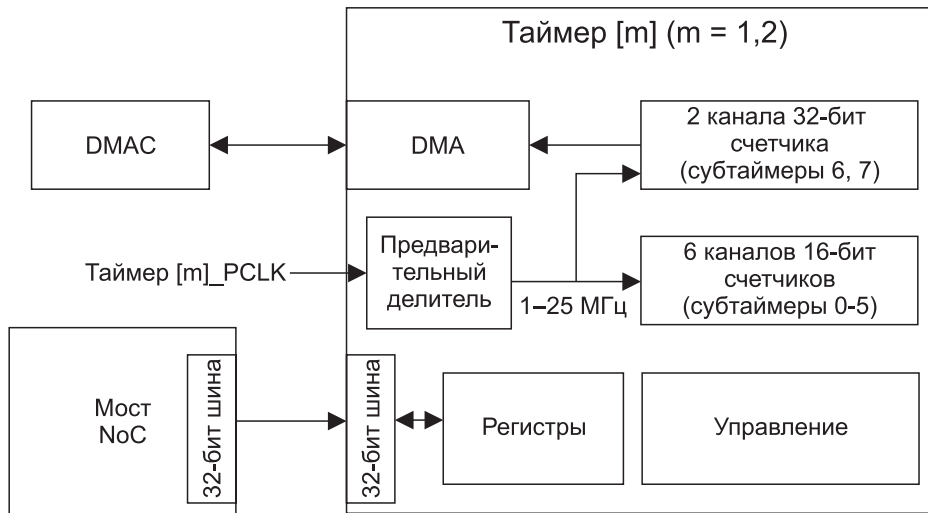 Таймер [m] (m = 1,2)
DMAC
DMA
2 канала 32-бит
счетчика
(субтаймеры 6, 7)
Таймер [m]_PCLK
Предвари-
тельный
делитель
1–25 МГц
6 каналов 16-бит
счетчиков
(субтаймеры 0-5)
Мост
NoC
32-бит шина
32-бит шина
Регистры
Управление